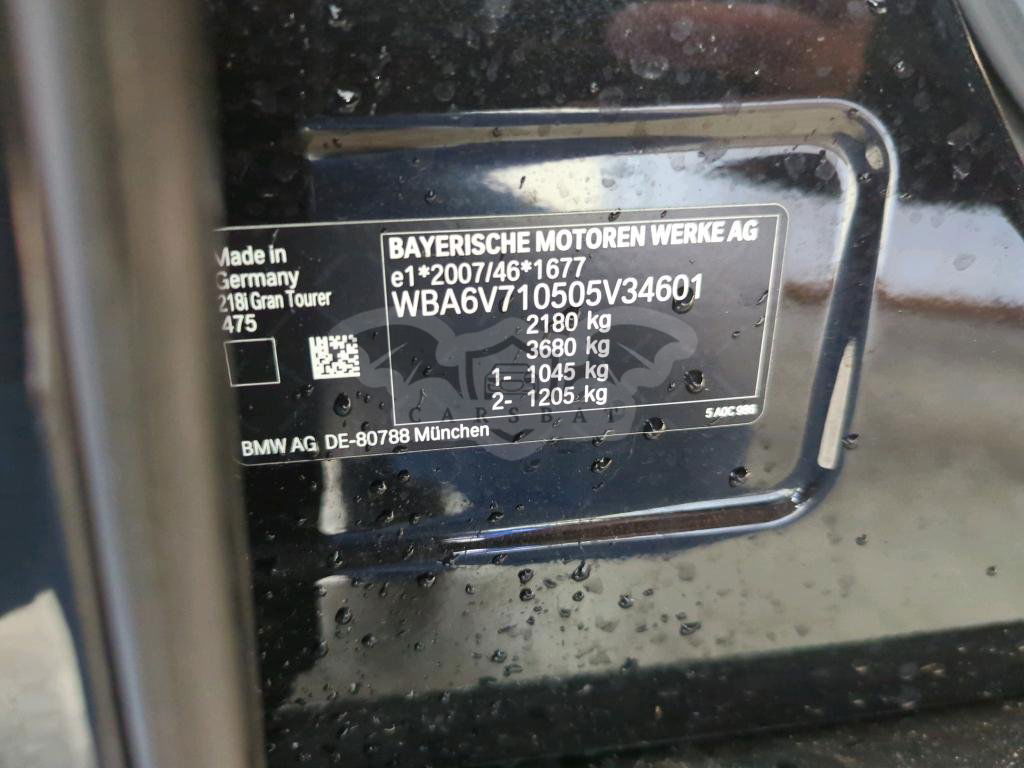 Made in
Germany
218i Gran Tourer
475
BAYERISCHE MOTOREN WERKE AG
e1*2007/46*1677
WBA6V710505V34601
2180 kg
3680 kg
1- 1045 kg
2- 1205 kg
5 A0C 986
BMW AG DE-80788 München
CARSBAT